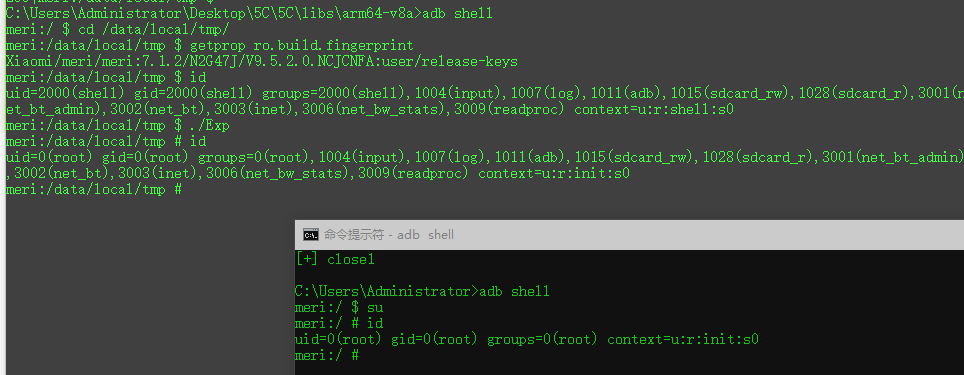 C:\Users\Administrator\Desktop\5C\5C\libs\arm64-v8a>adb shell
meri:/ $ cd /data/local/tmp/
meri:/data/local/tmp $ getprop ro.build.fingerprint
Xiaomi/meri/meri:7.1.2/N2G47J/V9.5.2.0.NCJCNFA:user/release-keys
meri:/data/local/tmp $ id
uid=2000(shell) gid=2000(shell) groups=2000(shell),1004(input),1007(log),1011(adb),1015(sdcard_rw),1028(sdcard_r),3001(n
et_bt_admin),3002(net_bt),3003(inet),3006(net_bw_stats),3009(readproc) context=u:r:shell:s0
meri:/data/local/tmp $ ./Exp
meri:/data/local/tmp # id
uid=0(root) gid=0(root) groups=0(root),1004(input),1007(log),1011(adb),1015(sdcard_rw),1028(sdcard_r),3001(net_bt_admin)
,3002(net_bt),3003(inet),3006(net_bw_stats),3009(readproc) context=u:r:init:s0
meri:/data/local/tmp #
命令提示符 - adb shell
[+] close1
C:\Users\Administrator>adb shell
meri:/ $ su
meri:/ # id
uid=0(root) gid=0(root) groups=0(root) context=u:r:init:s0
meri:/ #